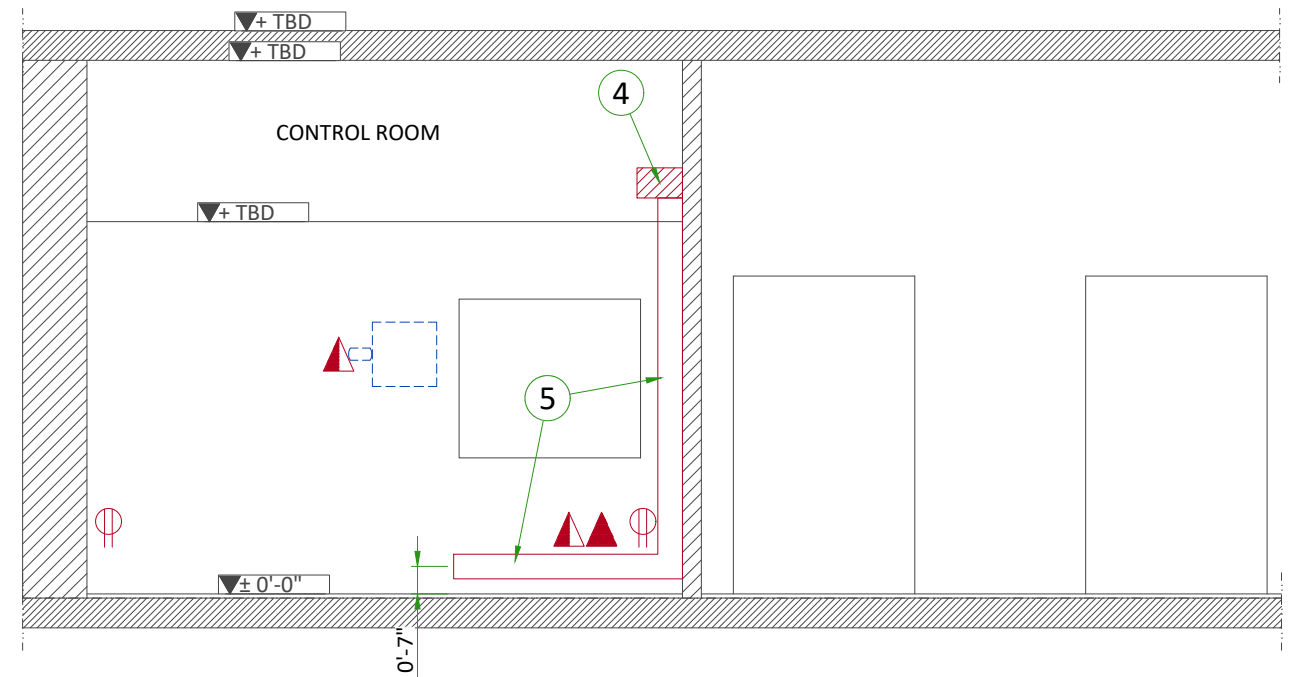 + TBD
+ TBD
4
CONTROL ROOM
+ TBD
5
± 0'-0"
0'-7"